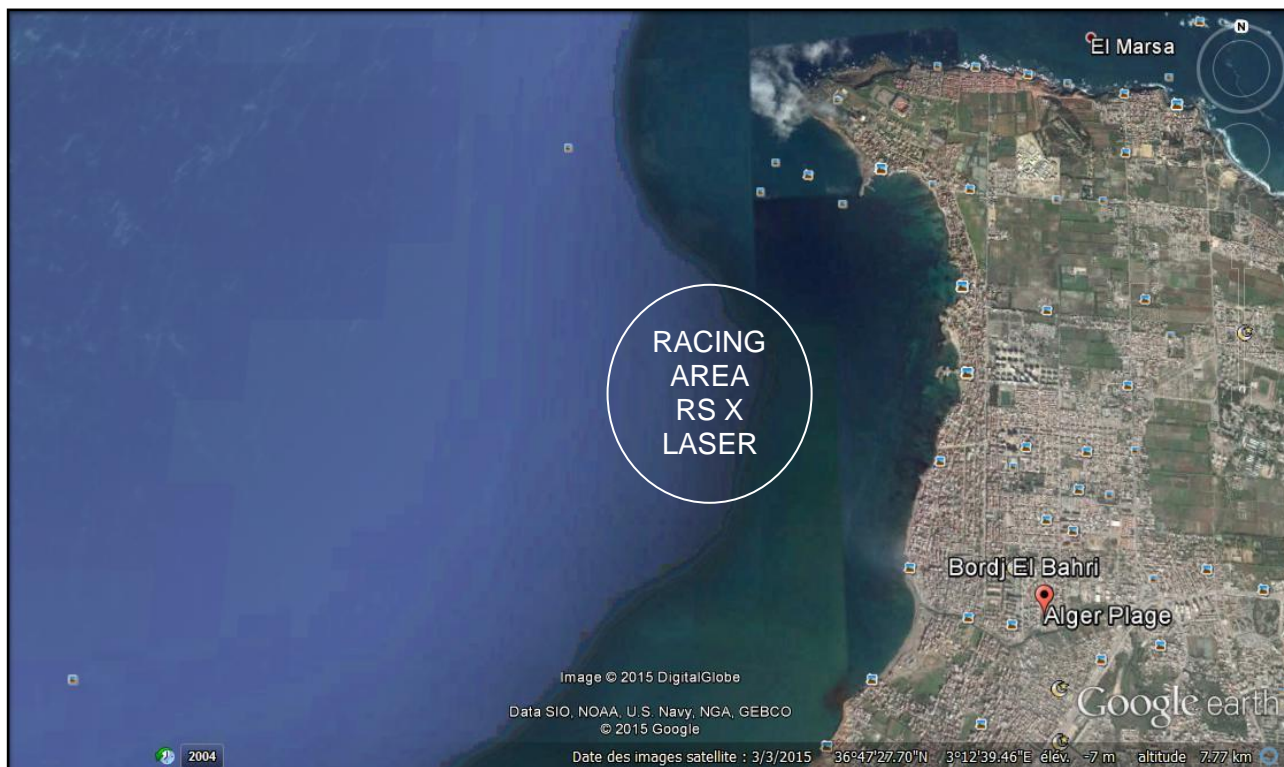 N
El Marsa
RACING
AREA
RS X
LASER
Bordj El Bahri
Alger Plage
Image © 2015 DigitalGlobe
Data SIO, NOAA, U.S. Navy, NGA, GEBCO
© 2015 Google
Google earth
2004
Date des images satellite : 3/3/2015 36°47'27.70"N 3°12'39.46"E élév. -7 m altitude 7.77 km